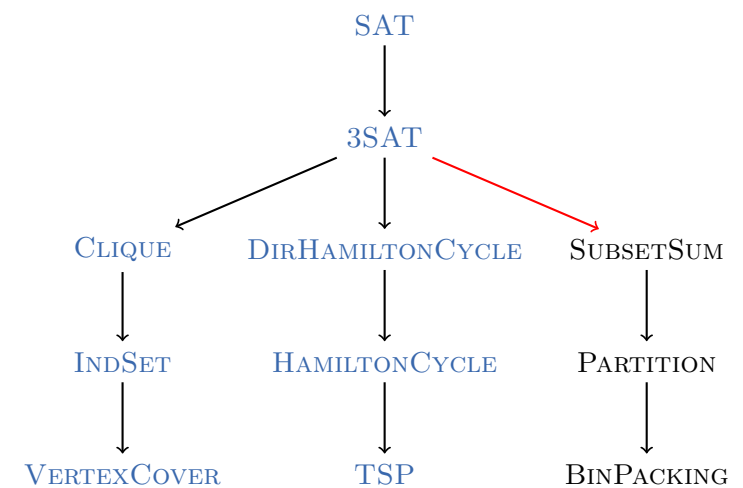 SAT
3SAT
CLIQUE DIRHAMILTONCYCLE SUBSETSUM
INDSET HAMILTONCYCLE PARTITION
VERTEXCOVER TSP BINPACKING